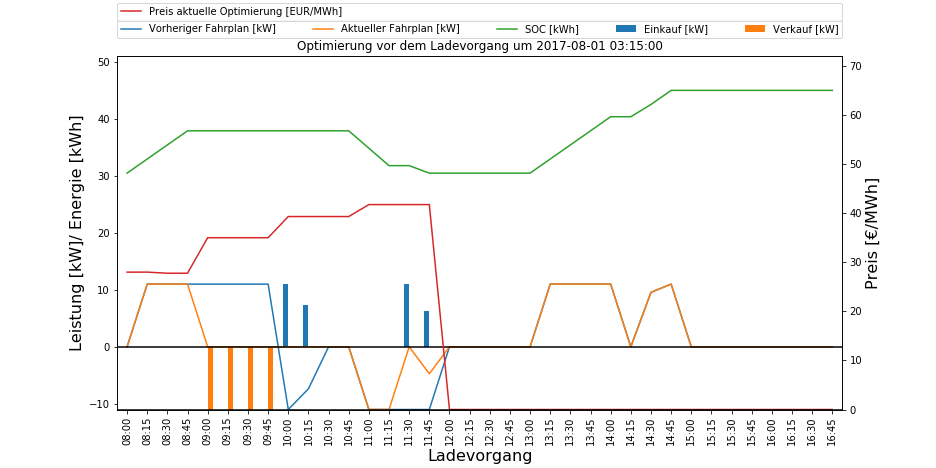 Preis aktuelle Optimierung [EUR/MWh]
Vorheriger Fahrplan [kW] Aktueller Fahrplan [kW] SOC [kWh] Einkauf [kW] Verkauf [kW]
Optimierung vor dem Ladevorgang um 2017-08-01 03:15:00
Leistung [kW]/ Energie [kWh]
50
40
30
20
10
0
−10
70
60
50
40
30
20
10
0
Preis [€/MWh]
08:00 08:15 08:30 08:45 09:00 09:15 09:30 09:45 10:00 10:15 10:30 10:45 11:00 11:15 11:30 11:45 12:00 12:15 12:30 12:45 13:00 13:15 13:30 13:45 14:00 14:15 14:30 14:45 15:00 15:15 15:30 15:45 16:00 16:15 16:30 16:45
Ladevorgang